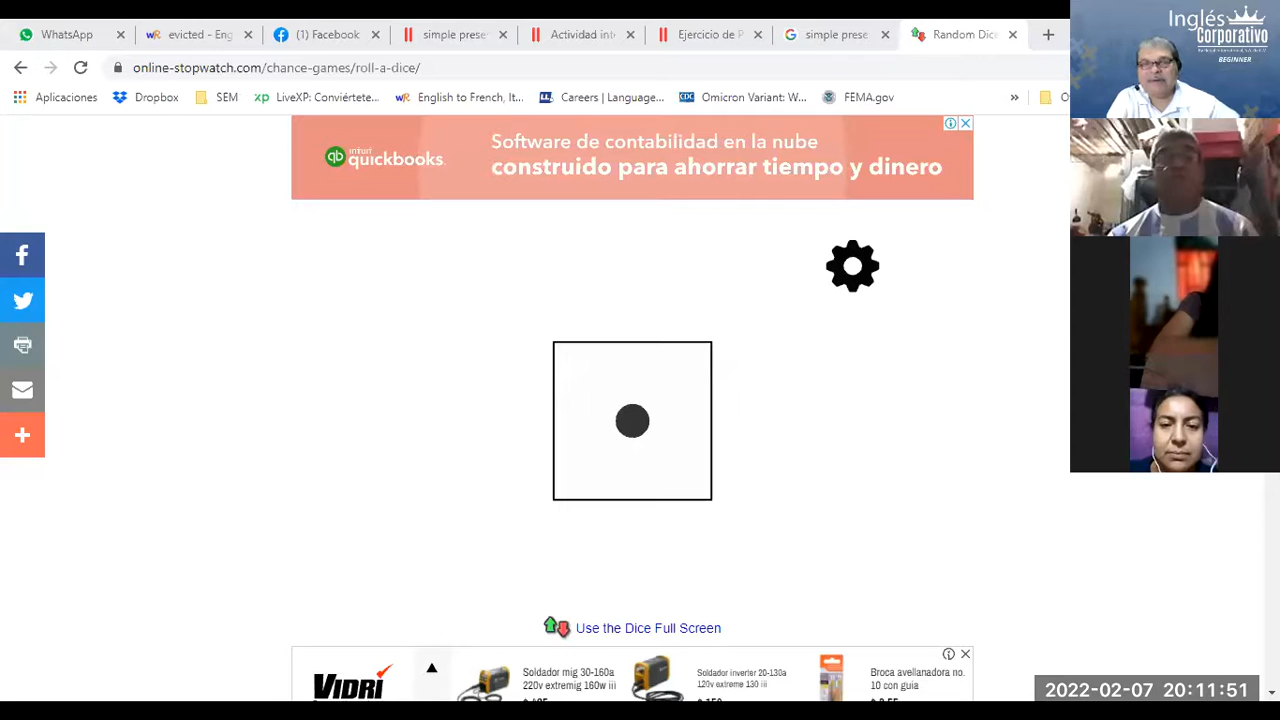 WhatsApp
evicted - Eng
(1) Facebook
simple prese
Actividad int
Ejercicio de P
simple prese
Random Dice
online-stopwatch.com/chance-games/roll-a-dice/
Aplicaciones
Dropbox
SEM
LiveXP: Conviértete...
English to French, It...
Careers | Language...
Omicron Variant: W...
FEMA.gov
»
Inglés
Corporativo
BEGINNER
intuit
quickbooks.
Software de contabilidad en la nube
construido para ahorrar tiempo y dinero
Use the Dice Full Screen
VIDRÍ
Soldador mig 30-160a
220v extremig 160w iii
Soldador inverter 20-130a
120v extreme 130 iii
Broca avellanadora no.
10 con guia
2022-02-07 20:11:51